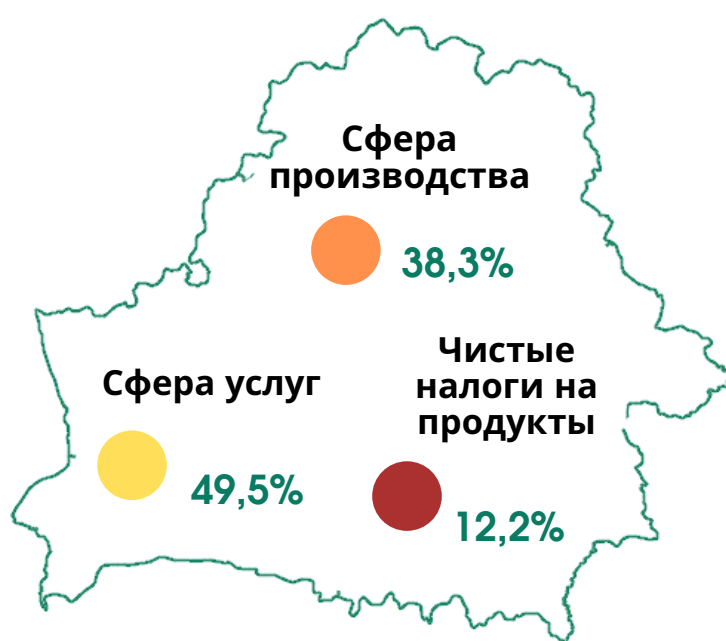 Сфера
производства
38,3%
Сфера услуг
49,5%
Чистые
налоги на
продукты
12,2%